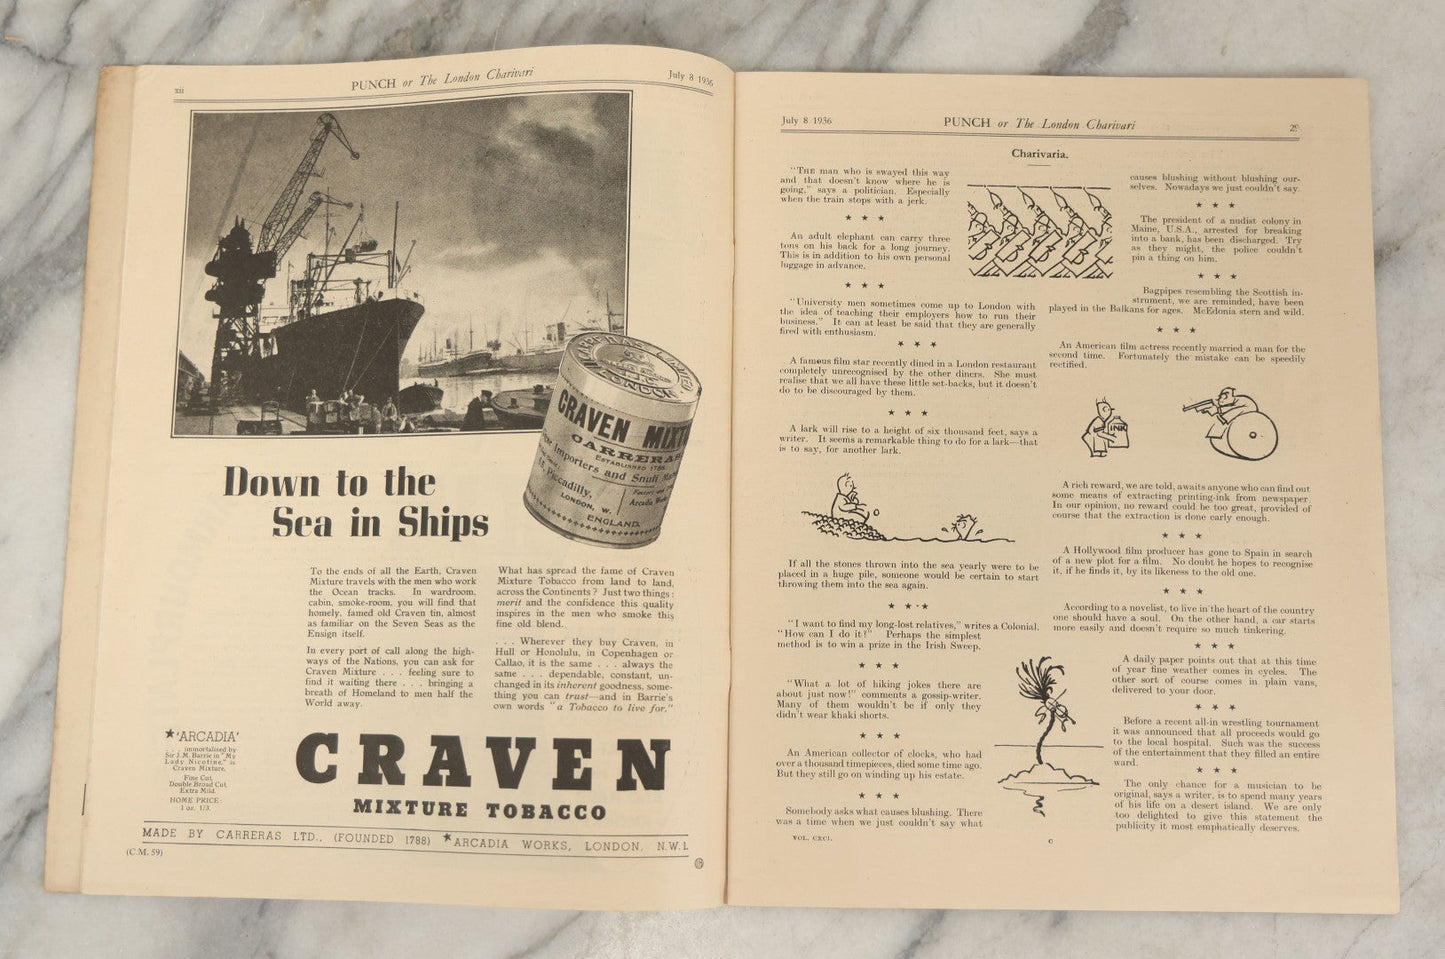 xii
PUNCH or The London Charivari
July 8 1936
CRAVEN MIXTU
CARRERAS
ESTABLISHED 1788
Importers and Snuff
Piccadilly,
LONDON, W.
Arcadia Works
ENGLAND.
Down to the
Sea in Ships
To the ends of all the Earth, Craven
Mixture travels with the men who work
the Ocean tracks. In wardroom,
cabin, smoke-room, you will find that
homely, famed old Craven tin, almost
as familiar on the Seven Seas as the
Ensign itself.
In every port of call along the high-
ways of the Nations, you can ask for
Craven Mixture . . . feeling sure to
find it waiting there . . . bringing a
breath of Homeland to men half the
World away.
What has spread the fame of Craven
Mixture Tobacco from land to land,
across the Continents ? Just two things :
merit and the confidence this quality
inspires in the men who smoke this
fine old blend.
. . . Wherever they buy Craven, in
Hull or Honolulu, in Copenhagen or
Callao, it is the same . . . always the
same . . . dependable, constant, un-
changed in its inherent goodness, some-
thing you can trust—and in Barrie's
own words "a Tobacco to live for."
★'ARCADIA'
immortalised by
Sir J. M. Barrie in "My
Lady Nicotine," is
Craven Mixture.
Fine Cut,
Double Broad Cut,
Extra Mild.
HOME PRICE
1 oz. 1/3.
CRAVEN
MIXTURE TOBACCO
MADE BY CARRERAS LTD., (FOUNDED 1788) ★ARCADIA WORKS, LONDON, N.W.1.
(C.M. 59)
July 8 1936
PUNCH or The London Charivari
29
Charivaria.
"THE man who is swayed this way
and that doesn't know where he is
going," says a politician. Especially
when the train stops with a jerk.
★ ★ ★
An adult elephant can carry three
tons on his back for a long journey.
This is in addition to his own personal
luggage in advance.
★ ★ ★
"University men sometimes come up to London with
the idea of teaching their employers how to run their
business." It can at least be said that they are generally
fired with enthusiasm.
★ ★ ★
A famous film star recently dined in a London restaurant
completely unrecognised by the other diners. She must
realise that we all have these little set-backs, but it doesn't
do to be discouraged by them.
★ ★ ★
A lark will rise to a height of six thousand feet, says a
writer. It seems a remarkable thing to do for a lark—that
is to say, for another lark.
If all the stones thrown into the sea yearly were to be
placed in a huge pile, someone would be certain to start
throwing them into the sea again.
★ ★ ★
"I want to find my long-lost relatives," writes a Colonial.
"How can I do it?" Perhaps the simplest
method is to win a prize in the Irish Sweep.
★ ★ ★
"What a lot of hiking jokes there are
about just now!" comments a gossip-writer.
Many of them wouldn't be if only they
didn't wear khaki shorts.
★ ★ ★
An American collector of clocks, who had
over a thousand timepieces, died some time ago.
But they still go on winding up his estate.
★ ★ ★
Somebody asks what causes blushing. There
was a time when we just couldn't say what
VOL. CXCI.
B B B B
causes blushing without blushing our-
selves. Nowadays we just couldn't say.
★ ★ ★
The president of a nudist colony in
Maine, U.S.A., arrested for breaking
into a bank, has been discharged. Try
as they might, the police couldn't
pin a thing on him.
★ ★ ★
Bagpipes resembling the Scottish in-
strument, we are reminded, have been
played in the Balkans for ages. McEdonia stern and wild.
★ ★ ★
An American film actress recently married a man for the
second time. Fortunately the mistake can be speedily
rectified.
INK
A rich reward, we are told, awaits anyone who can find out
some means of extracting printing-ink from newspaper.
In our opinion, no reward could be too great, provided of
course that the extraction is done early enough.
★ ★ ★
A Hollywood film producer has gone to Spain in search
of a new plot for a film. No doubt he hopes to recognise
it, if he finds it, by its likeness to the old one.
★ ★ ★
According to a novelist, to live in the heart of the country
one should have a soul. On the other hand, a car starts
more easily and doesn't require so much tinkering.
★ ★ ★
A daily paper points out that at this time
of year fine weather comes in cycles. The
other sort of course comes in plain vans,
delivered to your door.
★ ★ ★
Before a recent all-in wrestling tournament
it was announced that all proceeds would go
to the local hospital. Such was the success
of the entertainment that they filled an entire
ward.
★ ★ ★
The only chance for a musician to be
original, says a writer, is to spend many years
of his life on a desert island. We are only
too delighted to give this statement the
publicity it most emphatically deserves.
C